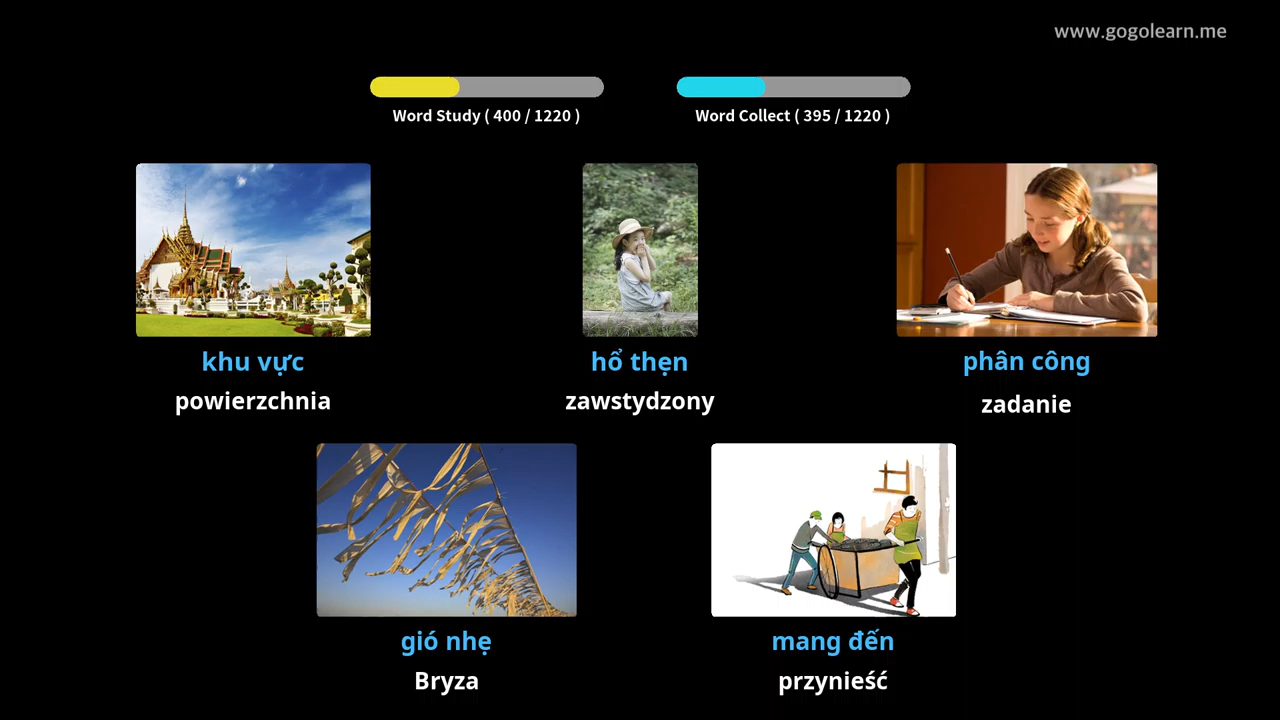 www.gogolearn.me
Word Study ( 400 / 1220 )
Word Collect ( 395 / 1220 )
khu vực
powierzchnia
hổ thẹn
zawstydzony
phân công
zadanie
gió nhẹ
Bryza
mang đến
przynieść